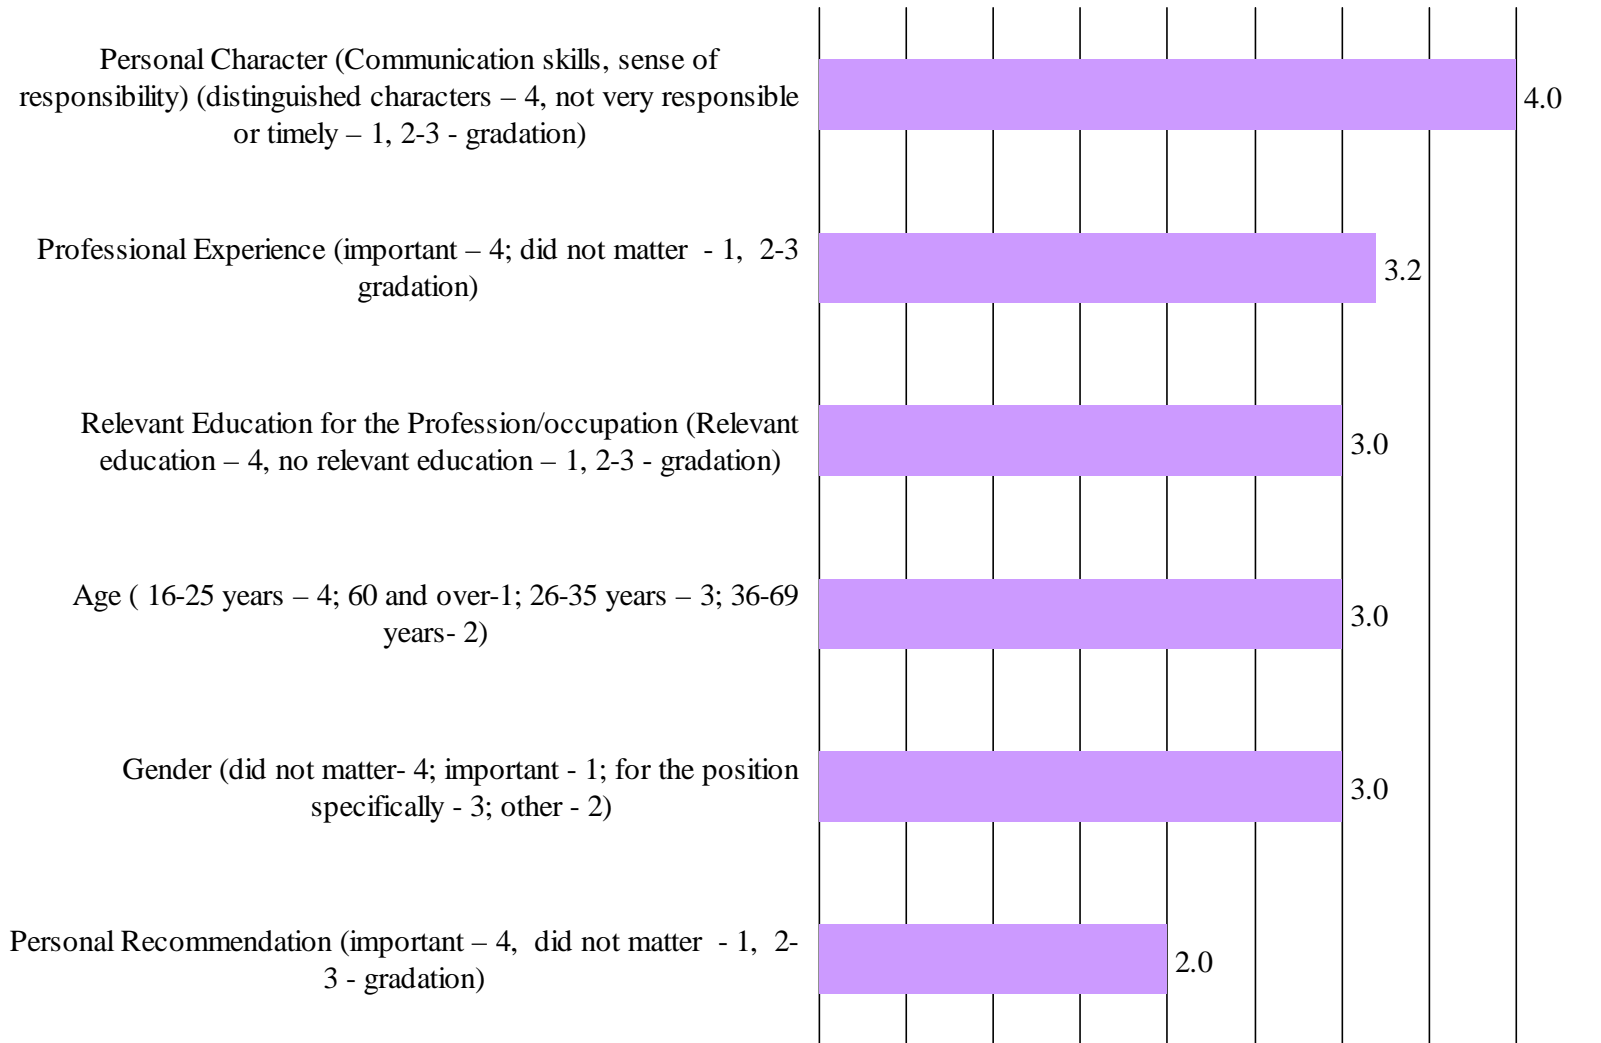 Personal Character (Communication skills, sense of
responsibility) (distinguished characters – 4, not very responsible
or timely – 1, 2-3 - gradation)
4.0
Professional Experience (important – 4; did not matter - 1, 2-3
gradation)
3.2
Relevant Education for the Profession/occupation (Relevant
education – 4, no relevant education – 1, 2-3 - gradation)
3.0
Age ( 16-25 years – 4; 60 and over-1; 26-35 years – 3; 36-69
years- 2)
3.0
Gender (did not matter- 4; important - 1; for the position
specifically - 3; other - 2)
3.0
Personal Recommendation (important – 4, did not matter - 1, 2-
3 - gradation)
2.0